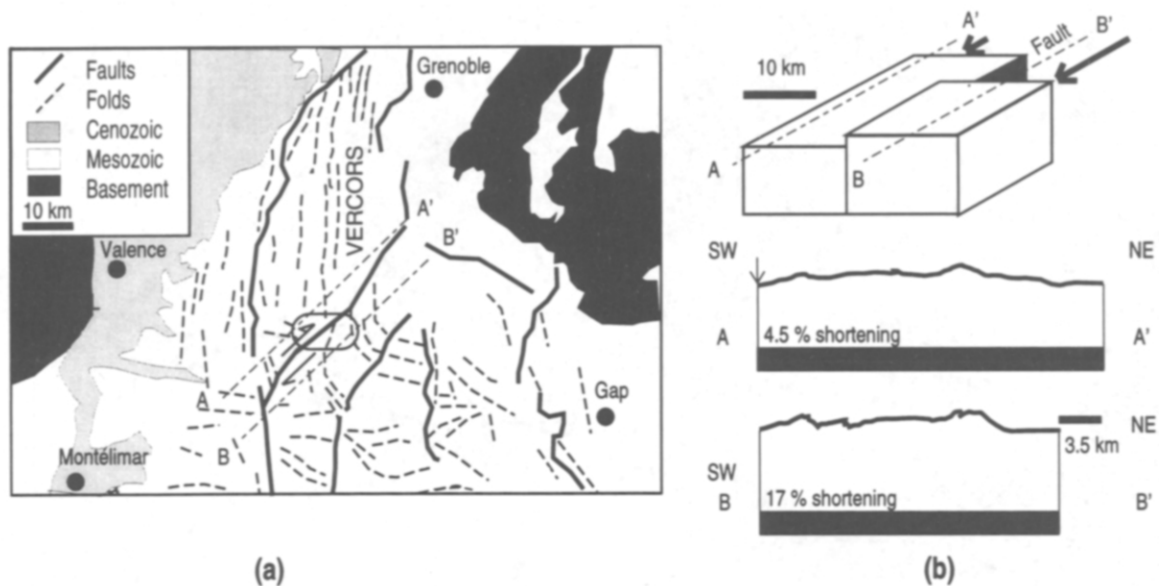 Faults
Folds
Cenozoic
Mesozoic
Basement
10 km
Grenoble
Valence
VERCORS
A'
B'
A
B
Gap
Montélimar
(a)
A'
B'
Fault
10 km
A
B
SW
NE
4.5 % shortening
A
A'
NE
3.5 km
SW
17 % shortening
B
B'
(b)